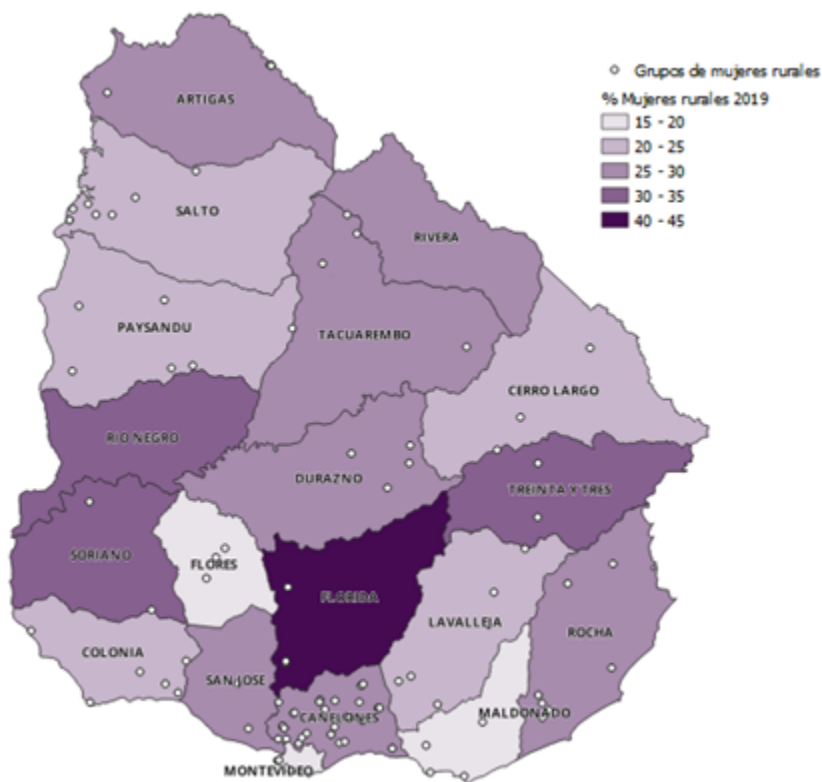 Grupos de mujeres rurales
% Mujeres rurales 2019
15 - 20
20 - 25
25 - 30
30 - 35
40 - 45
ARTIGAS
SALTO
RIVERA
PAYSANDU
TACUAREMBO
CERRO LARGO
RIO NEGRO
DURAZNO
TREINTA Y TRES
SORIANO
FLORES
FLORIDA
LAVALLEJA
ROCHA
COLONIA
SAN JOSE
CANELONES
MALDONADO
MONTEVIDEO